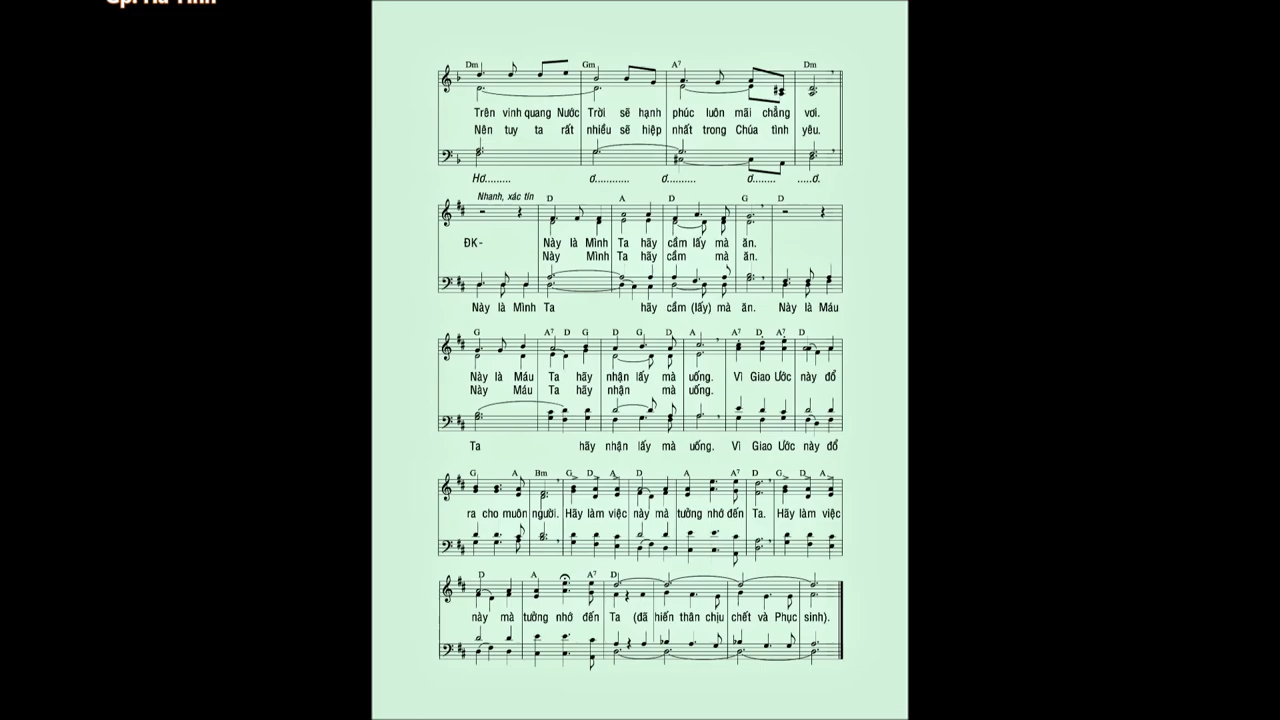 Gp. Hà Tĩnh
Dm Gm A7 Dm
Trên vinh quang Nước Trời sẽ hạnh phúc luôn mãi chẳng vơi.
Nên tuy ta rất nhiều sẽ hiệp nhất trong Chúa tình yêu.
Hơ......... ơ............ ơ.......... ơ........ .....ơ.
Nhanh, xác tín D A D G D
ĐK- Này là Mình Ta hãy cầm lấy mà ăn.
Này Mình Ta hãy cầm mà ăn.
Này là Mình Ta hãy cầm (lấy) mà ăn. Này là Máu
G A7 D G D G D A A7 D A7 D
Này là Máu Ta hãy nhận lấy mà uống. Vì Giao Ước này đổ
Này Máu Ta hãy nhận mà uống.
Ta hãy nhận lấy mà uống. Vì Giao Ước này đổ
G A Bm G D A D A A7 D G D A
ra cho muôn người. Hãy làm việc này mà tưởng nhớ đến Ta. Hãy làm việc
D A A7 D
này mà tưởng nhớ đến Ta (đã hiến thân chịu chết và Phục sinh).